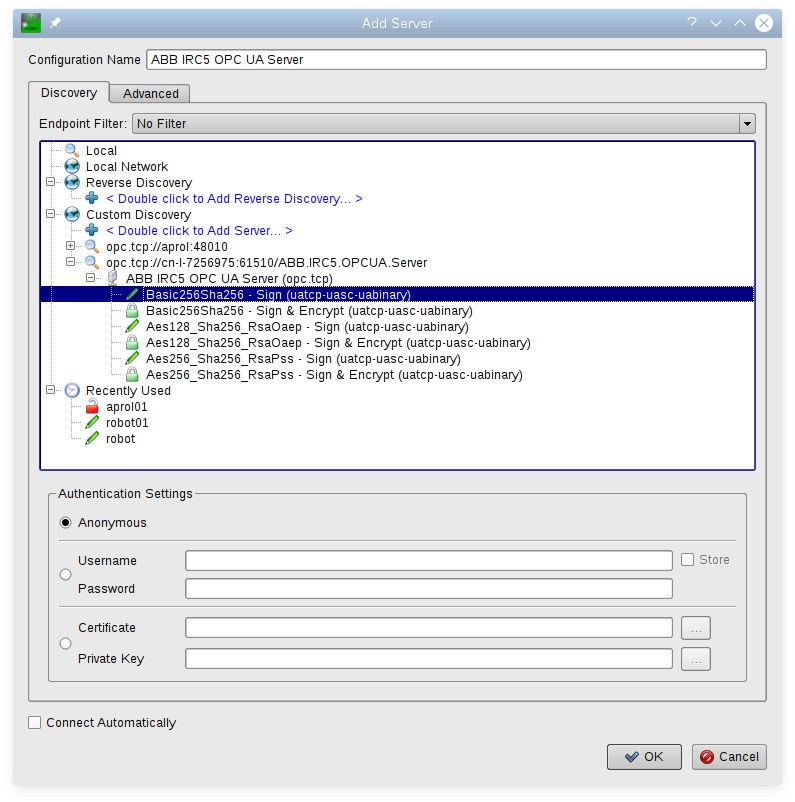 Add Server
Configuration Name ABB IRC5 OPC UA Server
Discovery Advanced
Endpoint Filter: No Filter
Local
Local Network
Reverse Discovery
< Double click to Add Reverse Discovery... >
Custom Discovery
< Double click to Add Server... >
opc.tcp://aprol:48010
opc.tcp://cn-l-7256975:61510/ABB.IRC5.OPCUA.Server
ABB IRC5 OPC UA Server (opc.tcp)
Basic256Sha256 - Sign (uatcp-uasc-uabinary)
Basic256Sha256 - Sign & Encrypt (uatcp-uasc-uabinary)
Aes128_Sha256_RsaOaep - Sign (uatcp-uasc-uabinary)
Aes128_Sha256_RsaOaep - Sign & Encrypt (uatcp-uasc-uabinary)
Aes256_Sha256_RsaPss - Sign (uatcp-uasc-uabinary)
Aes256_Sha256_RsaPss - Sign & Encrypt (uatcp-uasc-uabinary)
Recently Used
aprol01
robot01
robot
Authentication Settings
Anonymous
Username Store
Password
Certificate ...
Private Key ...
Connect Automatically
OK Cancel